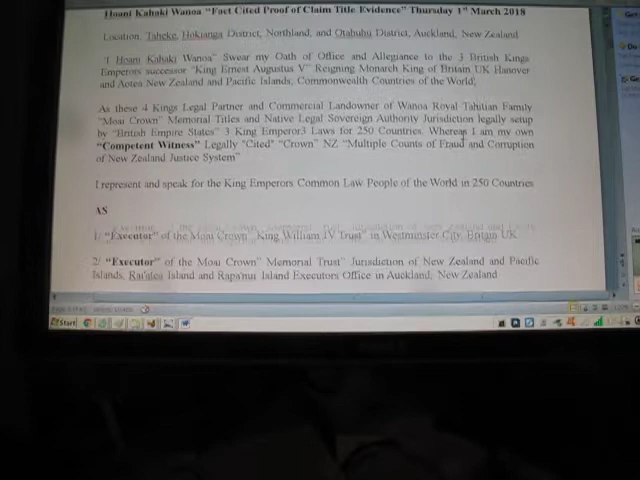 Hoani Kahaki Wanoa "Fact Cited Proof of Claim Title Evidence" Thursday 1st March 2018
Location, Taheke, Hokianga District, Northland, and Otahuhu District, Auckland, New Zealand
"I Hoani Kahaki Wanoa" Swear my Oath of Office and Allegiance to the 3 British Kings
Emperors successor "King Ernest Augustus V" Reigning Monarch King of Britain UK Hanover
and Aotea New Zealand and Pacific Islands, Commonwealth Countries of the World;
As these 4 Kings Legal Partner and Commercial Landowner of Wanoa Royal Tahitian Family
"Moai Crown" Memorial Titles and Native Legal Sovereign Authority Jurisdiction legally setup
by "British Empire States" 3 King Emperor3 Laws for 250 Countries. Whereas I am my own
"Competent Witness" Legally "Cited" "Crown" NZ "Multiple Counts of Fraud and Corruption
of New Zealand Justice System"
I represent and speak for the King Emperors Common Law People of the World in 250 Countries
AS
1/ "Executor" of the Moai Crown" King William IV Trust" in Westminster City, Britain UK
2/ "Executor" of the Moai Crown" Memorial Trust" Jurisdiction of New Zealand and Pacific
Islands, Rai'atea Island and Rapa'nui Island Executors Office in Auckland, New Zealand
Start